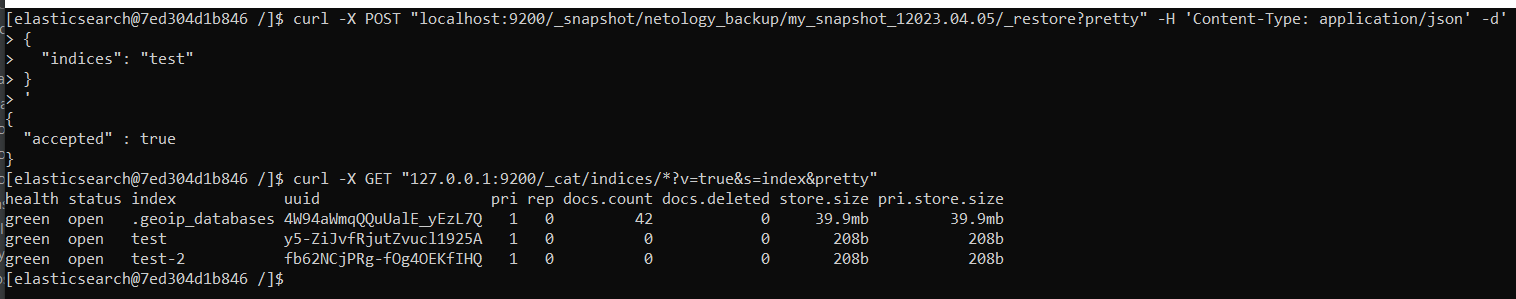 [elasticsearch@7ed304d1b846 /]$ curl -X POST "localhost:9200/_snapshot/netology_backup/my_snapshot_12023.04.05/_restore?pretty" -H 'Content-Type: application/json' -d'
> {
>   "indices": "test"
> }
> '
{
  "accepted" : true
}
[elasticsearch@7ed304d1b846 /]$ curl -X GET "127.0.0.1:9200/_cat/indices/*?v=true&s=index&pretty"
health status index            uuid                   pri rep docs.count docs.deleted store.size pri.store.size
green  open   .geoip_databases 4W94aWmqQQuUalE_yEzL7Q   1   0         42            0     39.9mb         39.9mb
green  open   test             y5-ZiJvfRjutZvucl1925A   1   0          0            0       208b           208b
green  open   test-2           fb62NCjPRg-fOg4OEKfIHQ   1   0          0            0       208b           208b
[elasticsearch@7ed304d1b846 /]$